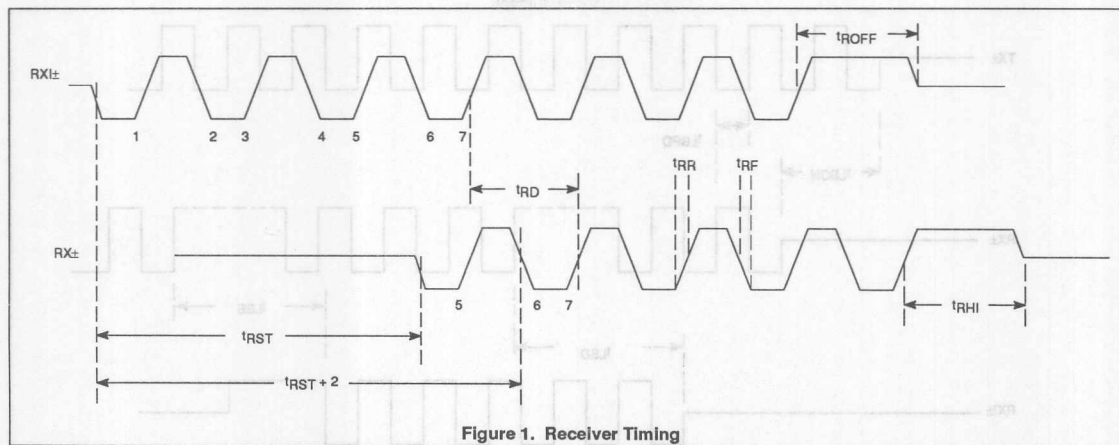 tROFF
RXI±
1 2 3 4 5 6 7
tRD
tRR
tRF
RX±
5 6 7
tRHI
tRST
tRST + 2
Figure 1. Receiver Timing